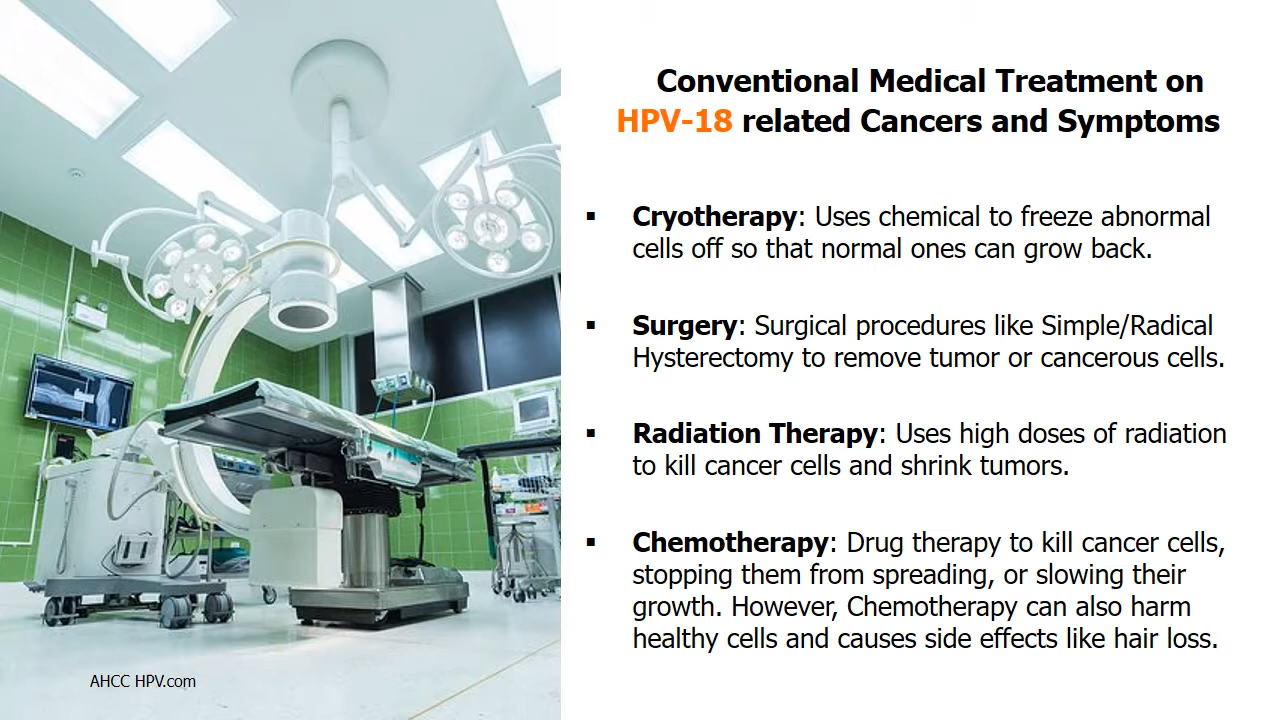 Conventional Medical Treatment on
HPV-18 related Cancers and Symptoms
▪ Cryotherapy: Uses chemical to freeze abnormal
cells off so that normal ones can grow back.
▪ Surgery: Surgical procedures like Simple/Radical
Hysterectomy to remove tumor or cancerous cells.
▪ Radiation Therapy: Uses high doses of radiation
to kill cancer cells and shrink tumors.
▪ Chemotherapy: Drug therapy to kill cancer cells,
stopping them from spreading, or slowing their
growth. However, Chemotherapy can also harm
healthy cells and causes side effects like hair loss.
AHCC HPV.com